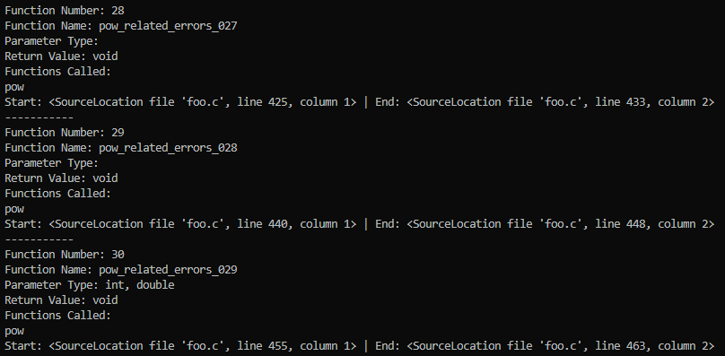 Function Number: 28
Function Name: pow_related_errors_027
Parameter Type:
Return Value: void
Functions Called:
pow
Start: <SourceLocation file 'foo.c', line 425, column 1> | End: <SourceLocation file 'foo.c', line 433, column 2>
-----------
Function Number: 29
Function Name: pow_related_errors_028
Parameter Type:
Return Value: void
Functions Called:
pow
Start: <SourceLocation file 'foo.c', line 440, column 1> | End: <SourceLocation file 'foo.c', line 448, column 2>
-----------
Function Number: 30
Function Name: pow_related_errors_029
Parameter Type: int, double
Return Value: void
Functions Called:
pow
Start: <SourceLocation file 'foo.c', line 455, column 1> | End: <SourceLocation file 'foo.c', line 463, column 2>